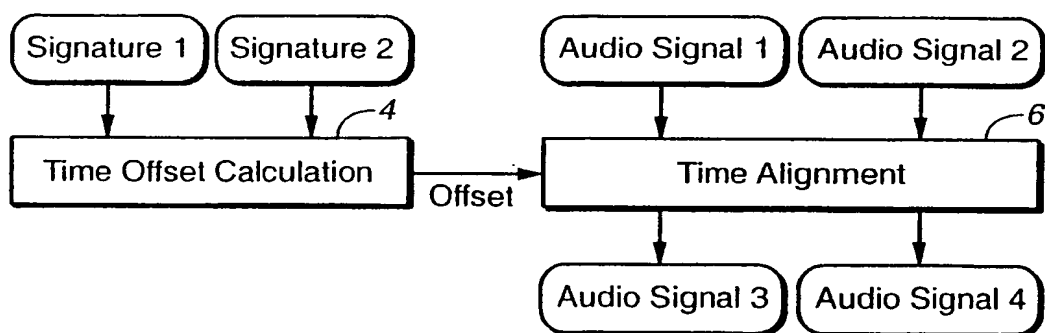 Signature 1
Signature 2
Audio Signal 1
Audio Signal 2
4
6
Time Offset Calculation
Offset
Time Alignment
Audio Signal 3
Audio Signal 4